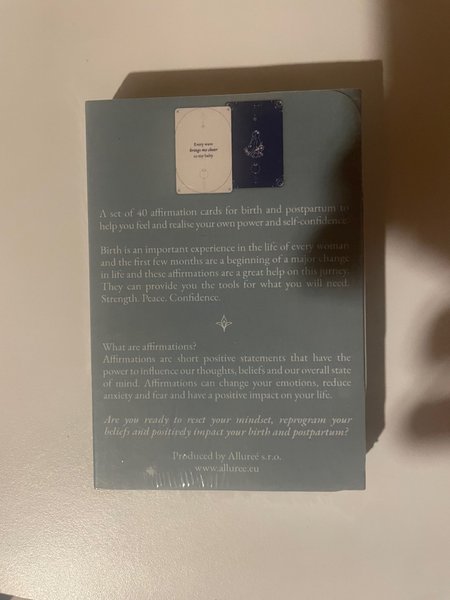 Every wave
brings me closer
to my baby
A set of 40 affirmation cards for birth and postpartum to
help you feel and realise your own power and self-confidence.
Birth is an important experience in the life of every woman
and the first few months are a beginning of a major change
in life and these affirmations are a great help on this jurney.
They can provide you the tools for what you will need.
Strength. Peace. Confidence.
What are affirmations?
Affirmations are short positive statements that have the
power to influence our thoughts, beliefs and our overall state
of mind. Affirmations can change your emotions, reduce
anxiety and fear and have a positive impact on your life.
Are you ready to reset your mindset, reprogram your
beliefs and positively impact your birth and postpartum?
Produced by Allureé s.r.o.
www.alluree.eu